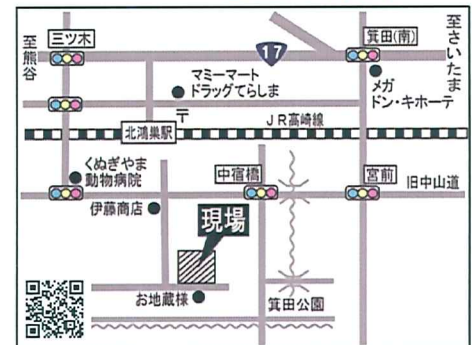 至熊谷
三ツ木
17
箕田(南)
至さいたま
マミーマート
ドラッグてらしま
〒
メガ
ドン・キホーテ
JR高崎線
北鴻巣駅
くぬぎやま
動物病院
中宿橋
宮前
旧中山道
伊藤商店
現場
お地蔵様
箕田公園